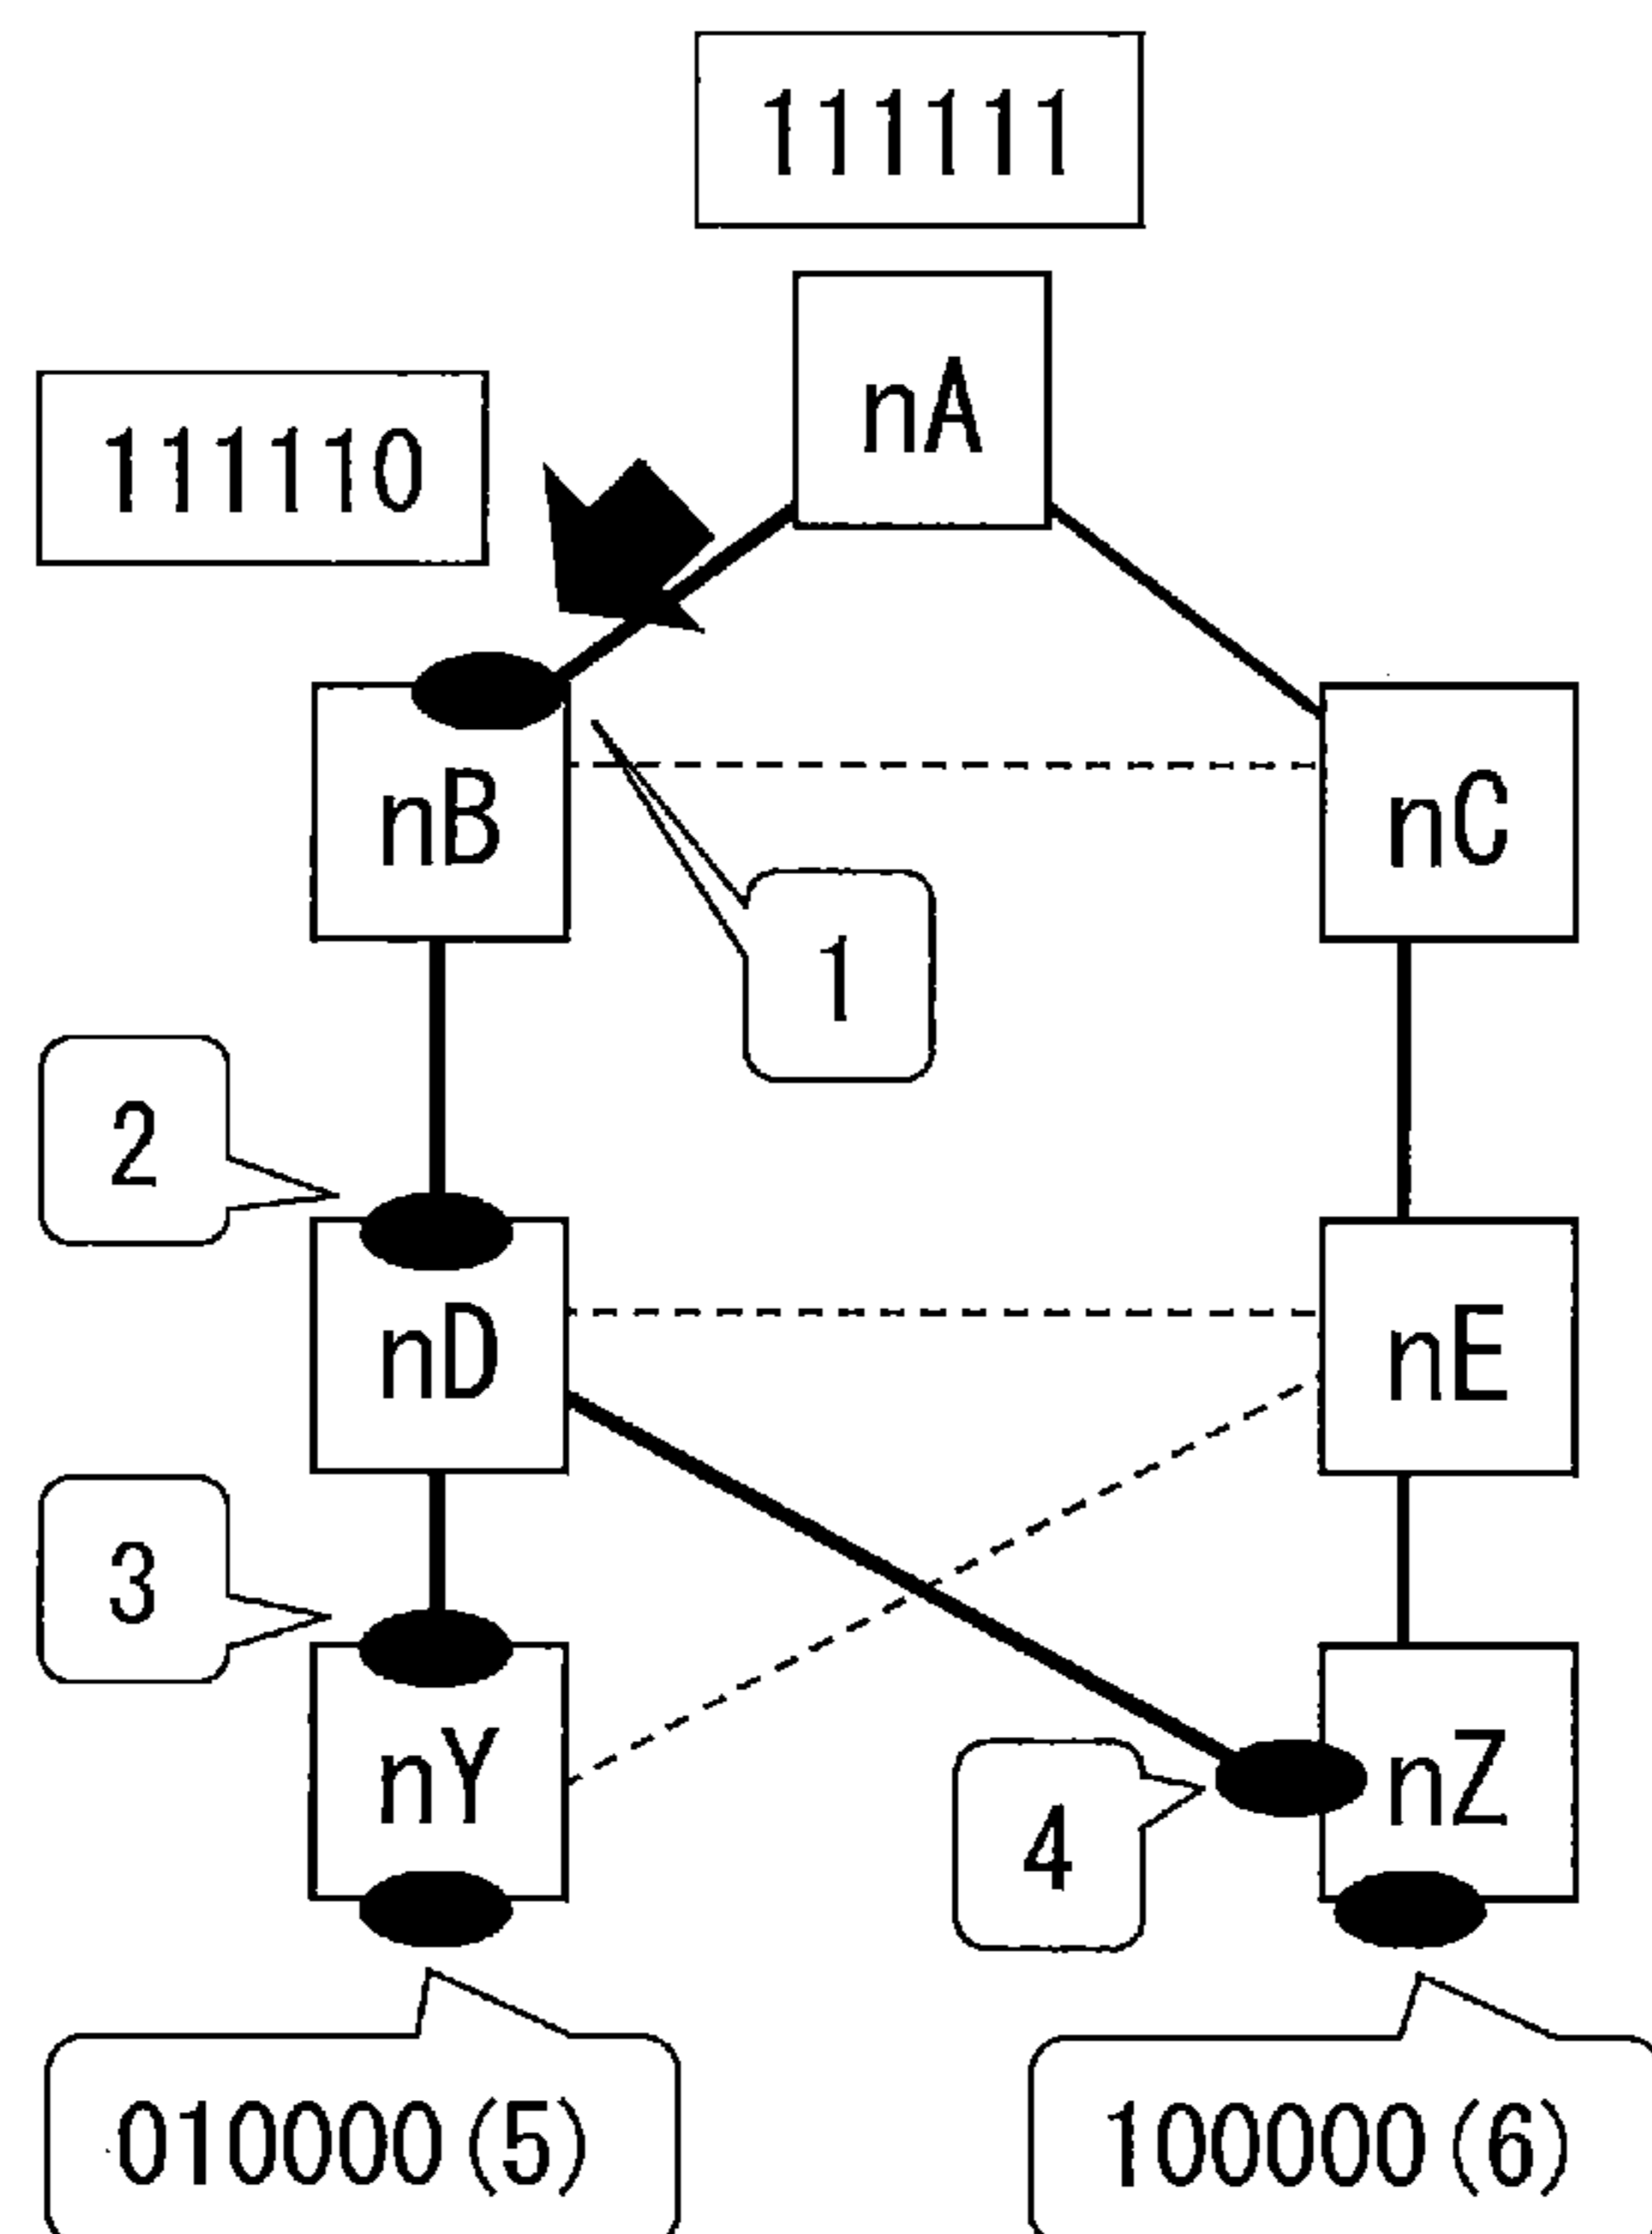 111111
nA
111110
nB
nC
1
2
nD
nE
3
nY
nZ
4
010000(5)
100000(6)